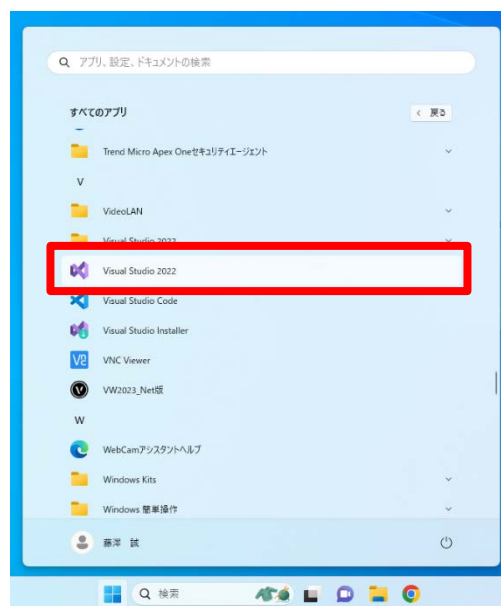 アプリ、設定、ドキュメントの検索
すべてのアプリ
戻る
Trend Micro Apex Oneセキュリティエージェント
V
VideoLAN
Visual Studio 2022
Visual Studio 2022
Visual Studio Code
Visual Studio Installer
VNC Viewer
VW2023_Net版
W
WebCamアシスタントヘルプ
Windows Kits
Windows 簡単操作
藤澤 誠
検索